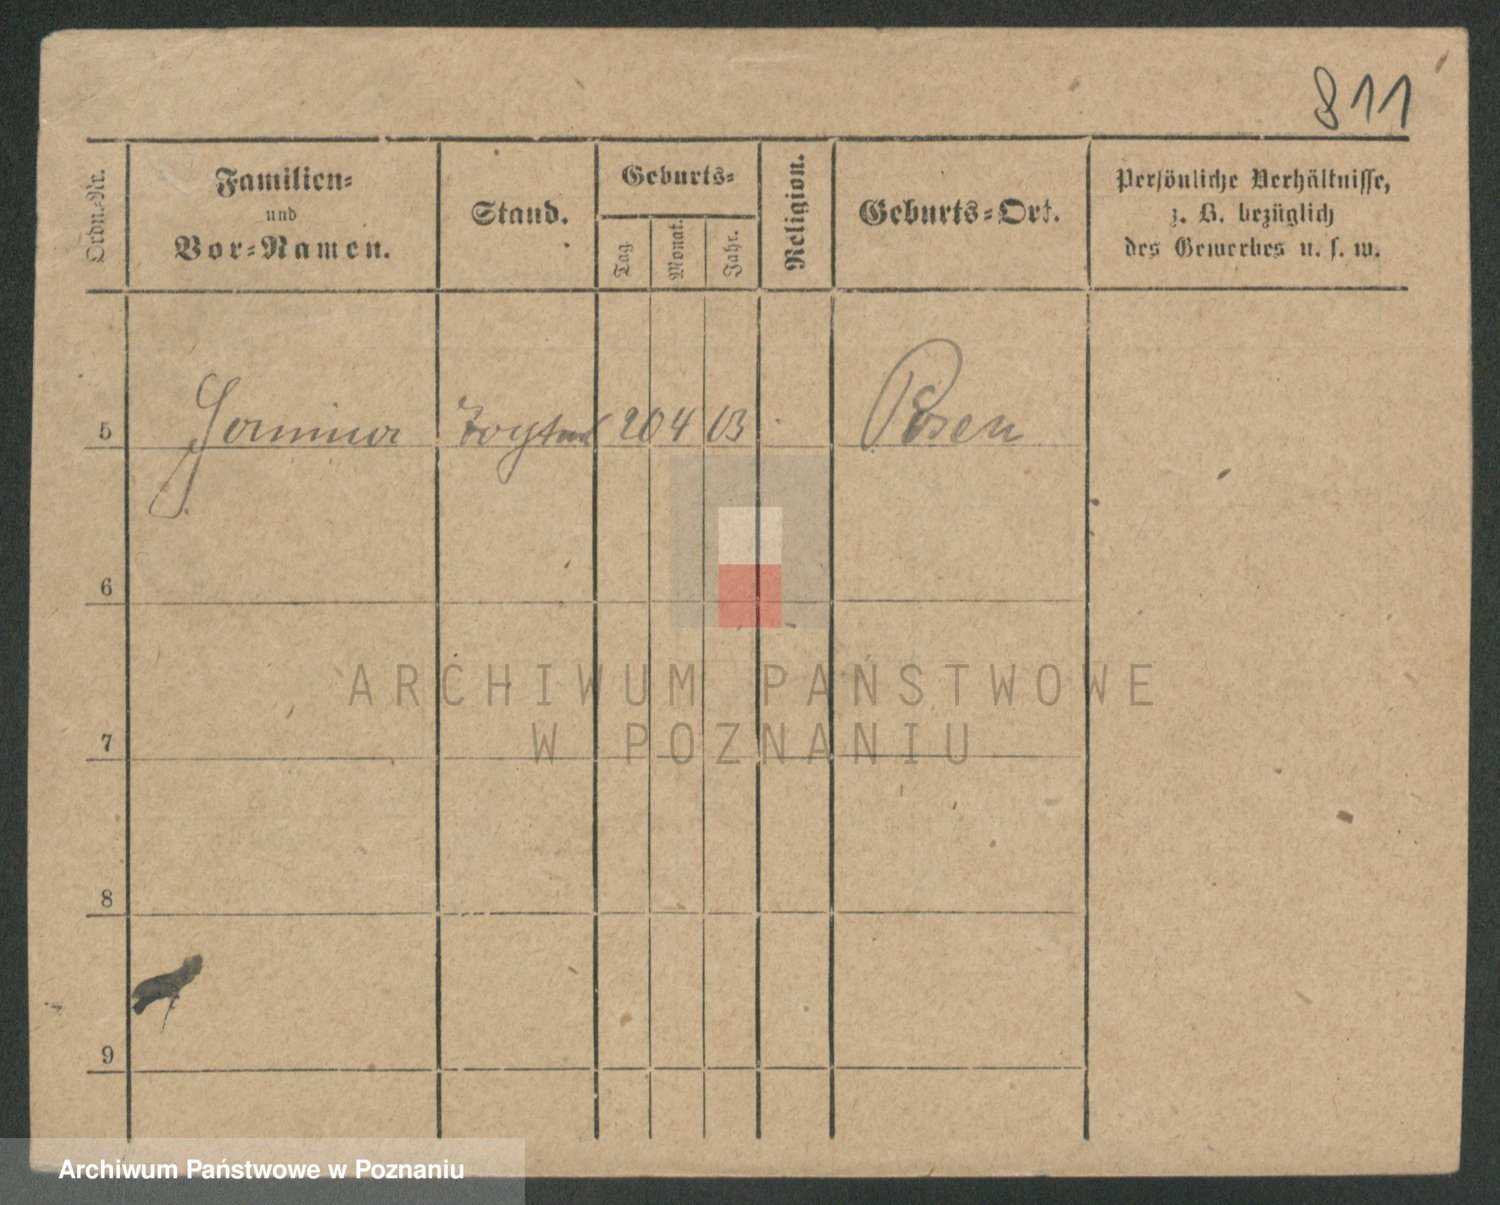 811
Ordn.-Nr.
Familien-
und
Vor-Namen.
Stand.
Geburts-
Tag.
Monat.
Jahr.
Religion.
Geburts-Ort.
Persönliche Verhältnisse,
z. B. bezüglich
des Gewerbes u. s. w.
5 20 4 13 Posen
6
7
8
9
ARCHIWUM PAŃSTWOWE
W POZNANIU
Archiwum Państwowe w Poznaniu